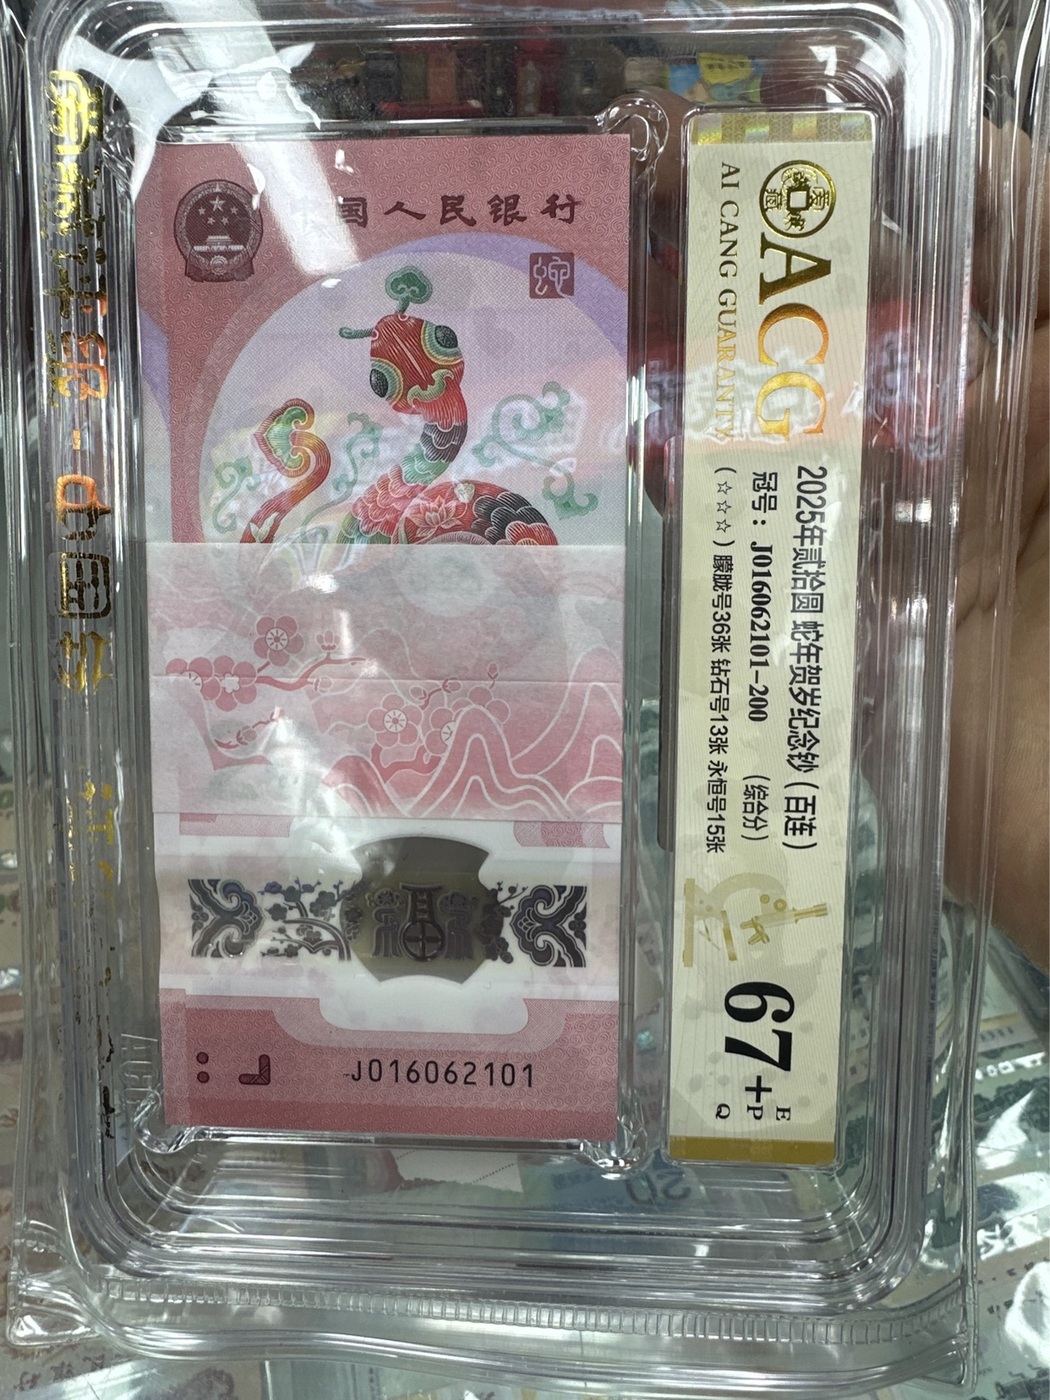 国人民银行
蛇
J016062101
ACG
AI CANG GUARANTY
2025年贰拾圆 蛇年贺岁纪念钞（百连）
冠号：J016062101-200 （综合分）
（☆☆☆）朦胧号36张 钻石号13张 永恒号15张
67+
E
P
Q